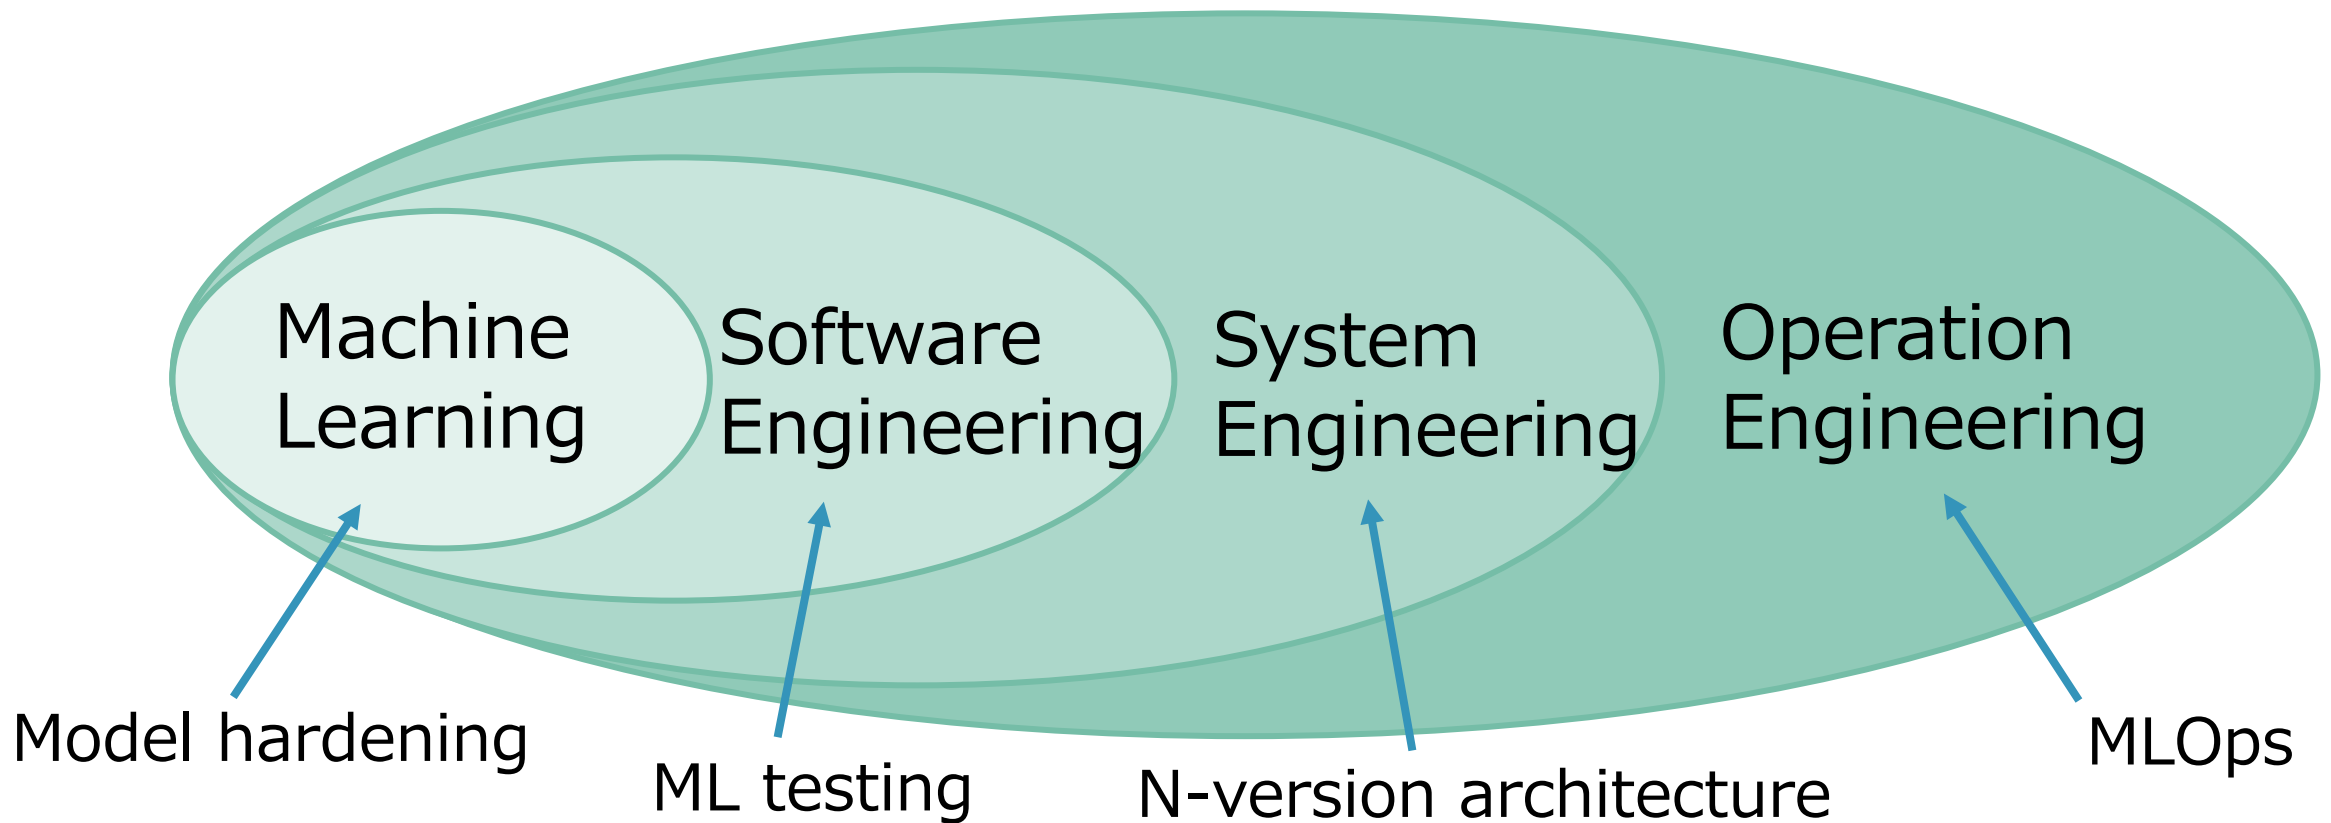 Machine
Learning
Software
Engineering
System
Engineering
Operation
Engineering
Model hardening
ML testing
N-version architecture
MLOps